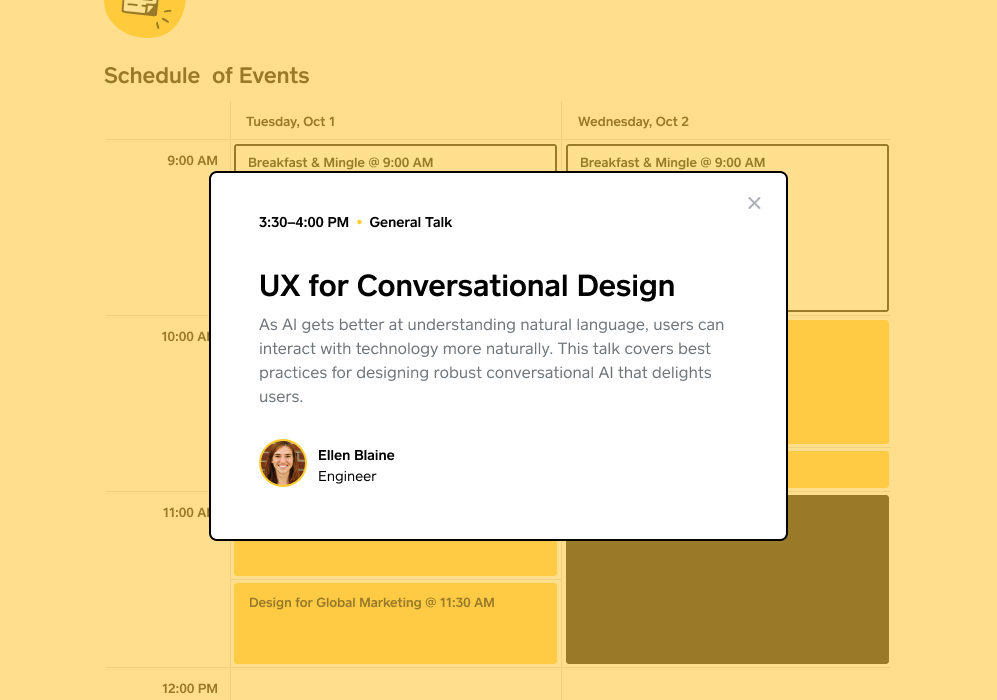 Schedule of Events
Tuesday, Oct 1
Wednesday, Oct 2
9:00 AM
Breakfast & Mingle @ 9:00 AM
Breakfast & Mingle @ 9:00 AM
3:30–4:00 PM • General Talk
UX for Conversational Design
As AI gets better at understanding natural language, users can
interact with technology more naturally. This talk covers best
practices for designing robust conversational AI that delights
users.
Ellen Blaine
Engineer
10:00 A
11:00 A
Design for Global Marketing @ 11:30 AM
12:00 PM